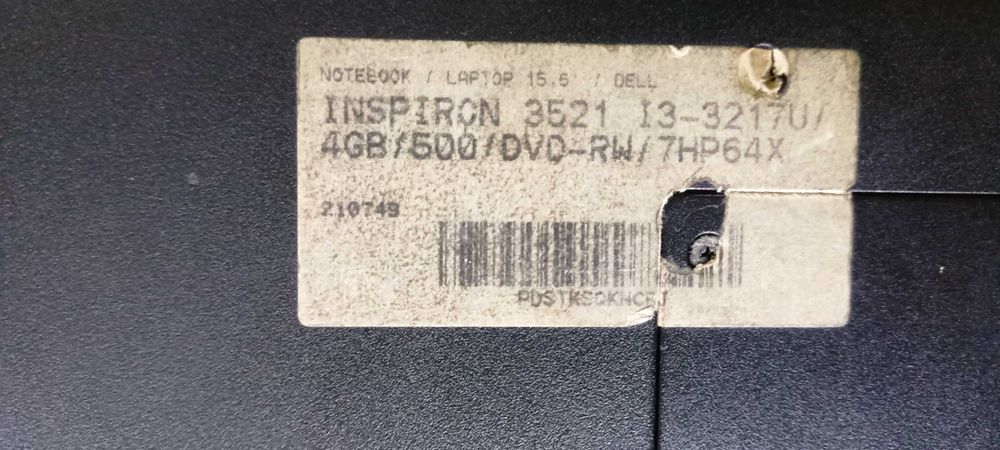 NOTEBOOK / LAPTOP 15.6 / DELL
INSPIRON 3521 I3-3217U/
4GB/500/DVD-RW/7HP64X
210749